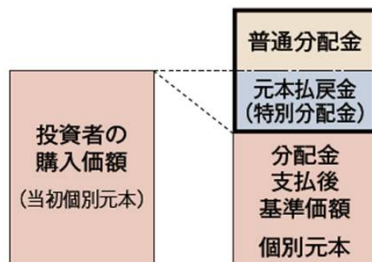 普通分配金
元本払戻金
(特別分配金)
投資者の
購入価額
(当初個別元本)
分配金
支払後
基準価額
個別元本